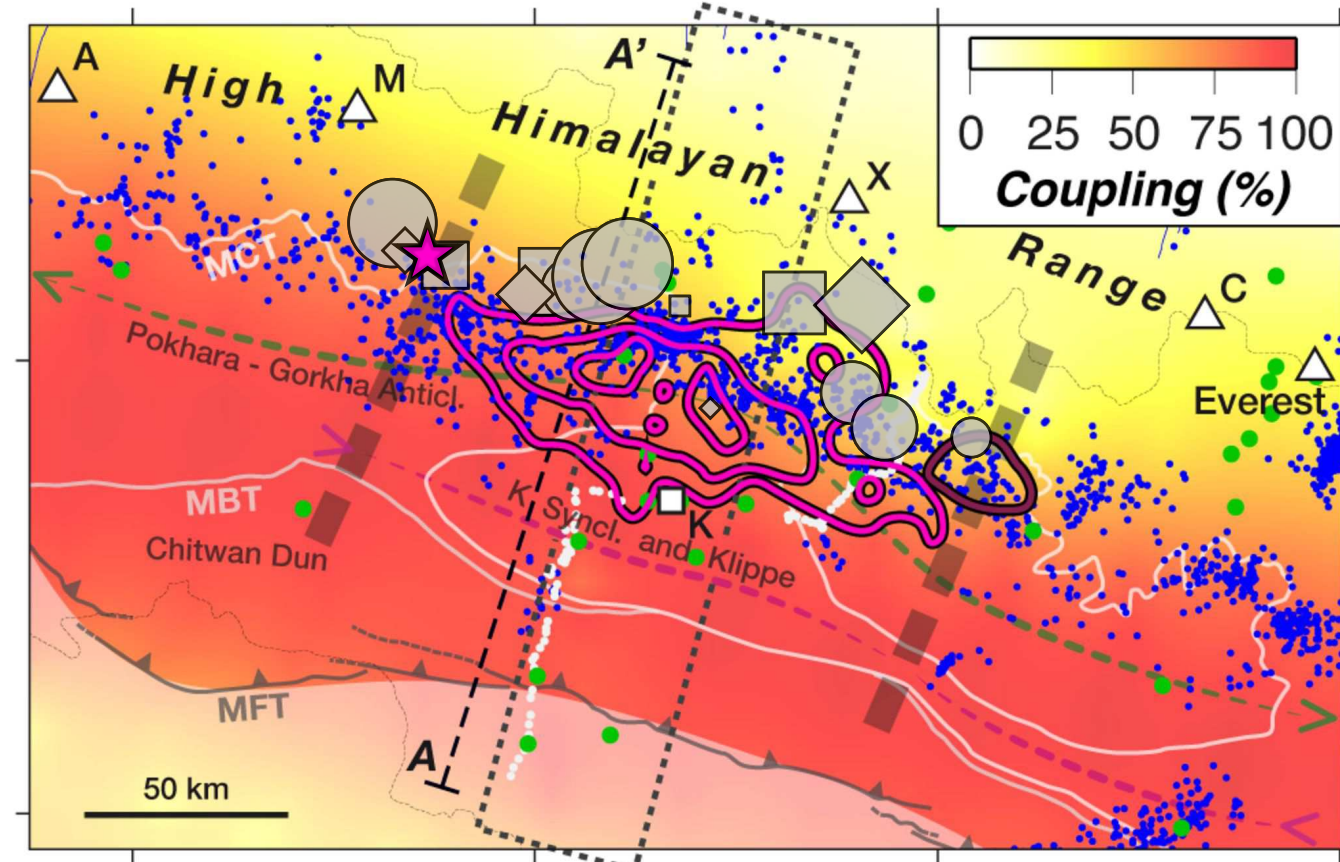 A
M
High
A'
Himalayan
X
0 25 50 75 100
Coupling (%)
Range
C
Everest
MCT
Pokhara - Gorkha Anticl.
MBT
Chitwan Dun
K
K. Syncl. and Klippe
MFT
A
50 km